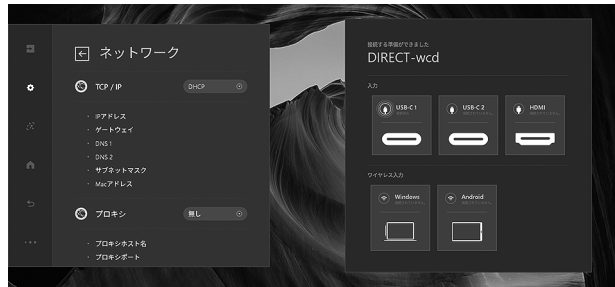 ネットワーク
TCP / IP
DHCP
IPアドレス
ゲートウェイ
DNS 1
DNS 2
サブネットマスク
Macアドレス
プロキシ
無し
プロキシホスト名
プロキシポート
接続する準備ができました
DIRECT-wcd
入力
USB-C 1
USB-C 2
HDMI
ワイヤレス入力
Windows
Android